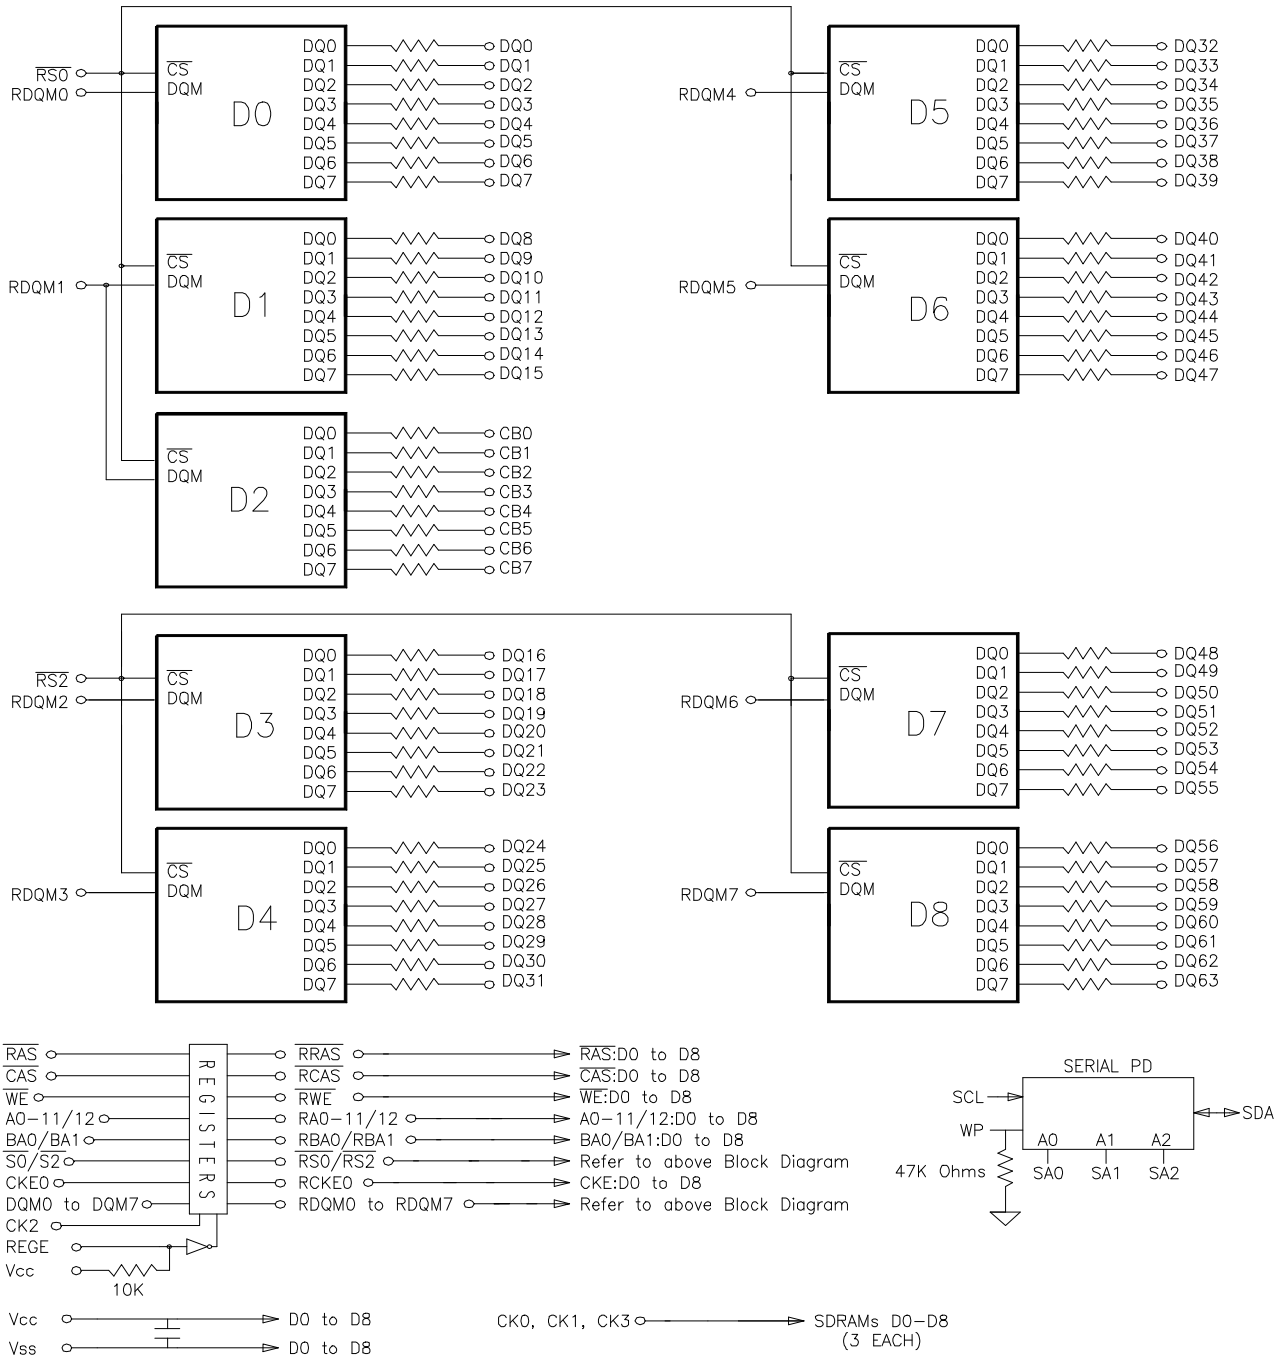 RS0 CS DQ0 DQ0
RDQM0 DQM DQ1 DQ1
DQ2 DQ2
DQ3 DQ3
D0 DQ4 DQ4
DQ5 DQ5
DQ6 DQ6
DQ7 DQ7
CS DQ0 DQ32
RDQM4 DQM DQ1 DQ33
DQ2 DQ34
DQ3 DQ35
D5 DQ4 DQ36
DQ5 DQ37
DQ6 DQ38
DQ7 DQ39
CS DQ0 DQ8
RDQM1 DQM DQ1 DQ9
DQ2 DQ10
DQ3 DQ11
D1 DQ4 DQ12
DQ5 DQ13
DQ6 DQ14
DQ7 DQ15
CS DQ0 DQ40
RDQM5 DQM DQ1 DQ41
DQ2 DQ42
DQ3 DQ43
D6 DQ4 DQ44
DQ5 DQ45
DQ6 DQ46
DQ7 DQ47
CS DQ0 CB0
DQM DQ1 CB1
DQ2 CB2
DQ3 CB3
D2 DQ4 CB4
DQ5 CB5
DQ6 CB6
DQ7 CB7
RS2 CS DQ0 DQ16
RDQM2 DQM DQ1 DQ17
DQ2 DQ18
DQ3 DQ19
D3 DQ4 DQ20
DQ5 DQ21
DQ6 DQ22
DQ7 DQ23
CS DQ0 DQ48
RDQM6 DQM DQ1 DQ49
DQ2 DQ50
DQ3 DQ51
D7 DQ4 DQ52
DQ5 DQ53
DQ6 DQ54
DQ7 DQ55
CS DQ0 DQ24
RDQM3 DQM DQ1 DQ25
DQ2 DQ26
DQ3 DQ27
D4 DQ4 DQ28
DQ5 DQ29
DQ6 DQ30
DQ7 DQ31
CS DQ0 DQ56
RDQM7 DQM DQ1 DQ57
DQ2 DQ58
DQ3 DQ59
D8 DQ4 DQ60
DQ5 DQ61
DQ6 DQ62
DQ7 DQ63
REGISTERS
RAS RRAS RAS:D0 to D8
CAS RCAS CAS:D0 to D8
WE RWE WE:D0 to D8
A0-11/12 RA0-11/12 A0-11/12:D0 to D8
BA0/BA1 RBA0/RBA1 BA0/BA1:D0 to D8
S0/S2 RS0/RS2 Refer to above Block Diagram
CKE0 RCKE0 CKE:D0 to D8
DQM0 to DQM7 RDQM0 to RDQM7 Refer to above Block Diagram
CK2
REGE
Vcc
10K
SERIAL PD
SCL SDA
WP A0 A1 A2
47K Ohms SA0 SA1 SA2
Vcc D0 to D8
Vss D0 to D8
CK0, CK1, CK3 SDRAMs D0-D8
(3 EACH)